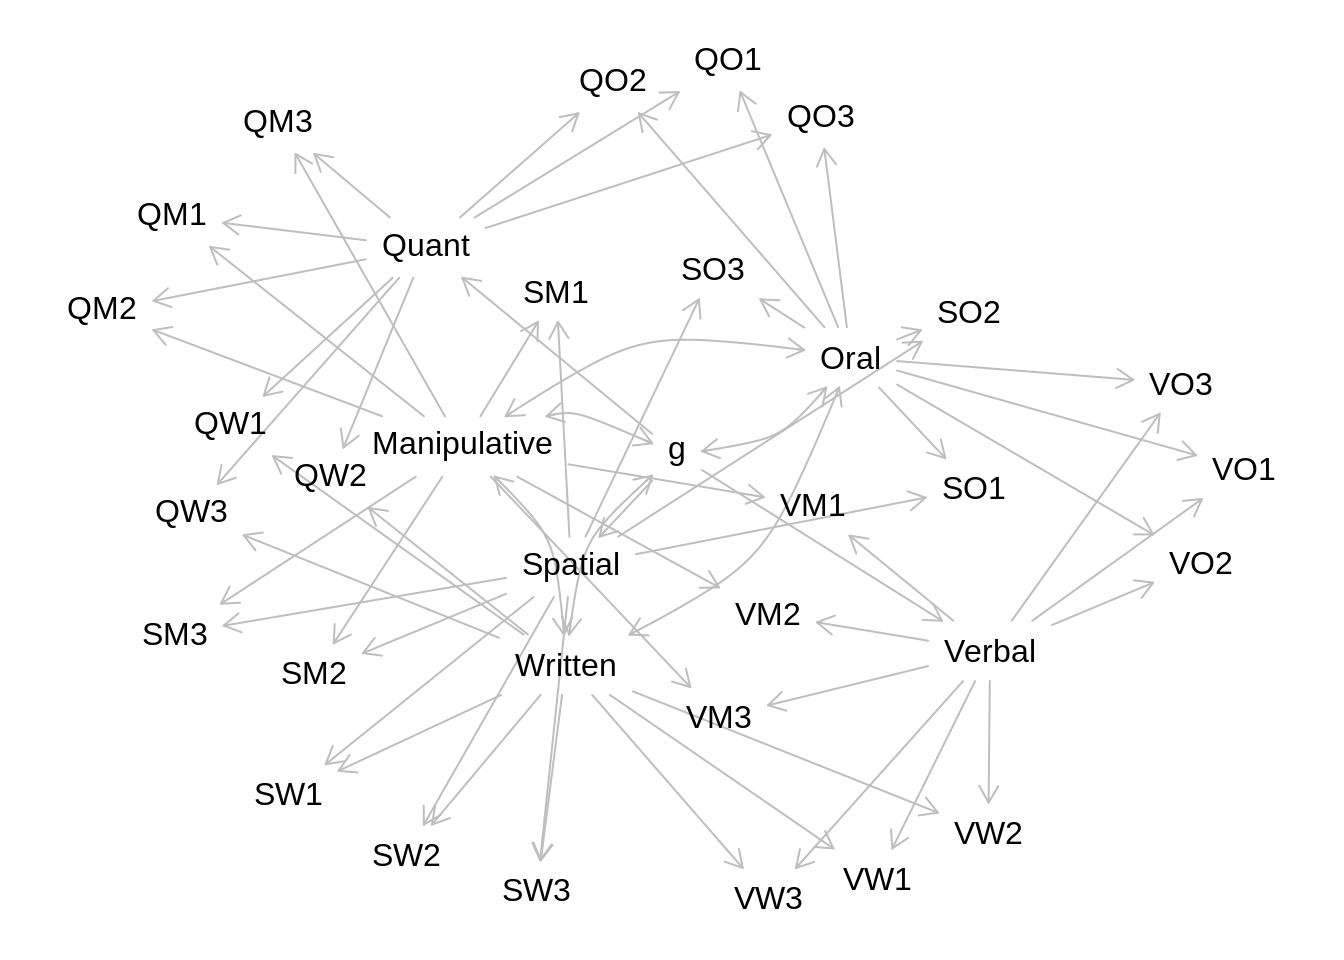 QO1
QO2
QO3
QM3
QM1
Quant
SO3
SM1
QM2
SO2
Oral
VO3
QW1
Manipulative
g
VO1
QW2
SO1
VM1
QW3
Spatial
VO2
VM2
SM3
Verbal
Written
SM2
VM3
SW1
VW2
SW2
VW1
SW3
VW3